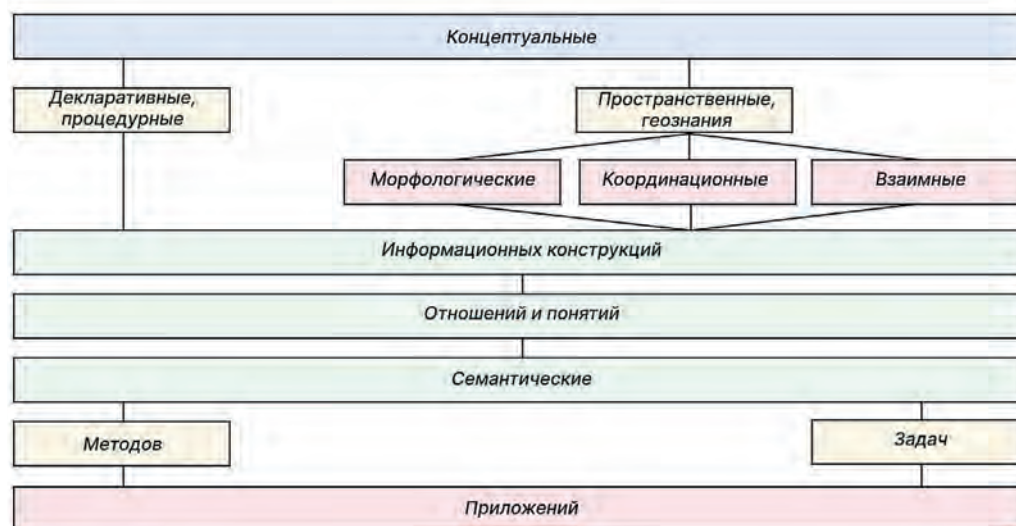 Концептуальные
Декларативные,
процедурные
Пространственные,
геознания
Морфологические
Координационные
Взаимные
Информационных конструкций
Отношений и понятий
Семантические
Методов
Задач
Приложений